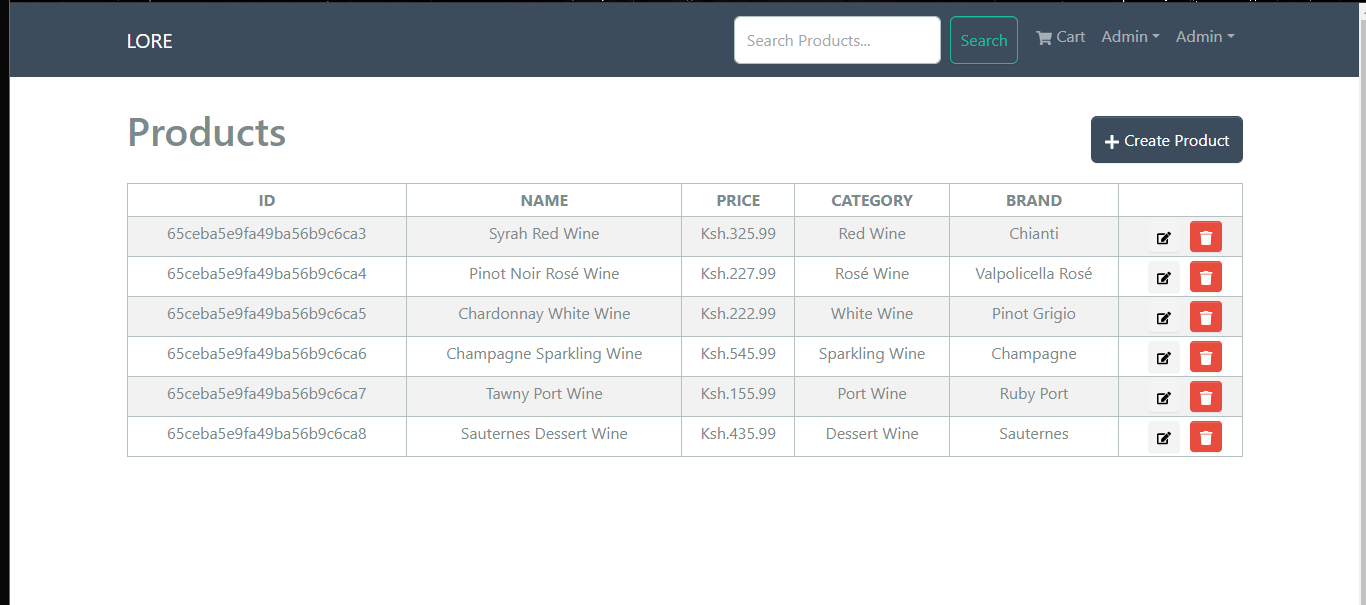 LORE Search Products... Search Cart Admin Admin
Products
Create Product
ID NAME PRICE CATEGORY BRAND
65ceba5e9fa49ba56b9c6ca3 Syrah Red Wine Ksh.325.99 Red Wine Chianti
65ceba5e9fa49ba56b9c6ca4 Pinot Noir Rosé Wine Ksh.227.99 Rosé Wine Valpolicella Rosé
65ceba5e9fa49ba56b9c6ca5 Chardonnay White Wine Ksh.222.99 White Wine Pinot Grigio
65ceba5e9fa49ba56b9c6ca6 Champagne Sparkling Wine Ksh.545.99 Sparkling Wine Champagne
65ceba5e9fa49ba56b9c6ca7 Tawny Port Wine Ksh.155.99 Port Wine Ruby Port
65ceba5e9fa49ba56b9c6ca8 Sauternes Dessert Wine Ksh.435.99 Dessert Wine Sauternes